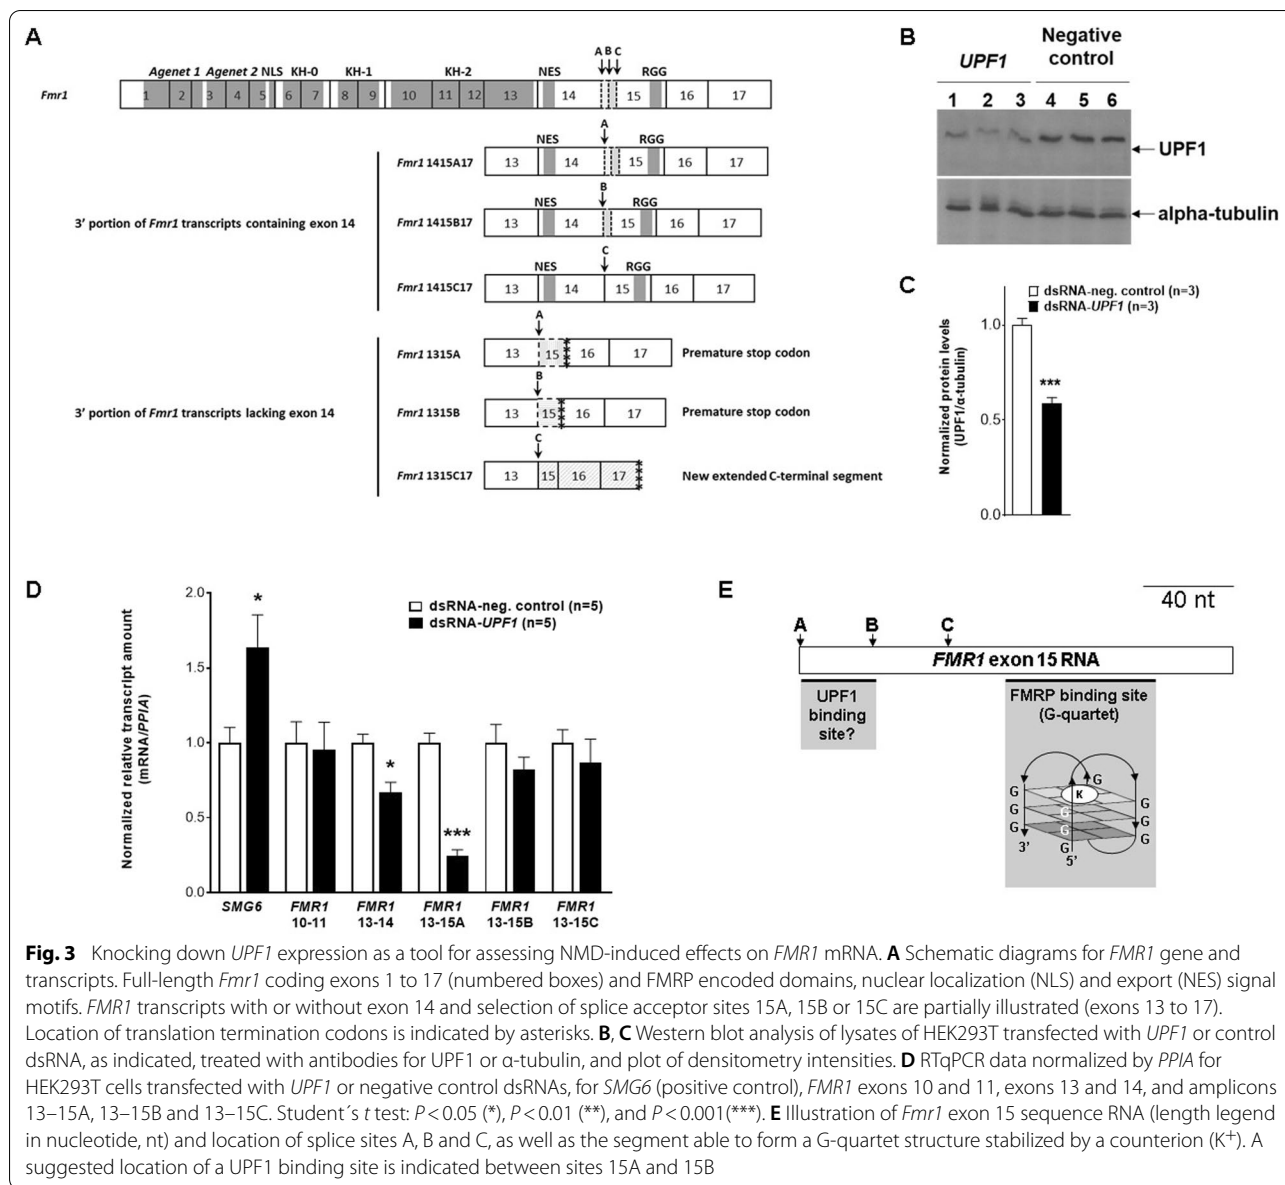 A
A B C
Agenet 1 Agenet 2 NLS KH-0 KH-1 KH-2 NES RGG
Fmr1 1 2 3 4 5 6 7 8 9 10 11 12 13 14 15 16 17
A
NES RGG
Fmr1 1415A17 13 14 15 16 17
B
NES RGG
3' portion of Fmr1 transcripts containing exon 14
Fmr1 1415B17 13 14 15 16 17
C
NES RGG
Fmr1 1415C17 13 14 15 16 17
A
Fmr1 1315A 13 15 16 17 Premature stop codon
B
3' portion of Fmr1 transcripts lacking exon 14
Fmr1 1315B 13 15 16 17 Premature stop codon
C
Fmr1 1315C17 13 15 16 17 New extended C-terminal segment
B
UPF1
Negative
control
1 2 3 4 5 6
UPF1
alpha-tubulin
C
dsRNA-neg. control (n=3)
dsRNA-UPF1 (n=3)
Normalized protein levels
(UPF1/α-tubulin)
1.0
0.5
0.0
***
D
Normalized relative transcript amount
(mRNA/PPIA)
2.0
1.5
1.0
0.5
0.0
dsRNA-neg. control (n=5)
dsRNA-UPF1 (n=5)
*
*
***
SMG6 FMR1 FMR1 FMR1 FMR1 FMR1
10-11 13-14 13-15A 13-15B 13-15C
E
40 nt
A B C
FMR1 exon 15 RNA
UPF1
binding
site?
FMRP binding site
(G-quartet)
G
K
G G
G G G
G G G
3' 5'
Fig. 3 Knocking down UPF1 expression as a tool for assessing NMD-induced effects on FMR1 mRNA. A Schematic diagrams for FMR1 gene and
transcripts. Full-length Fmr1 coding exons 1 to 17 (numbered boxes) and FMRP encoded domains, nuclear localization (NLS) and export (NES) signal
motifs. FMR1 transcripts with or without exon 14 and selection of splice acceptor sites 15A, 15B or 15C are partially illustrated (exons 13 to 17).
Location of translation termination codons is indicated by asterisks. B, C Western blot analysis of lysates of HEK293T transfected with UPF1 or control
dsRNA, as indicated, treated with antibodies for UPF1 or α-tubulin, and plot of densitometry intensities. D RTqPCR data normalized by PPIA for
HEK293T cells transfected with UPF1 or negative control dsRNAs, for SMG6 (positive control), FMR1 exons 10 and 11, exons 13 and 14, and amplicons
13–15A, 13–15B and 13–15C. Student´s t test: P < 0.05 (*), P < 0.01 (**), and P < 0.001(***). E Illustration of Fmr1 exon 15 sequence RNA (length legend
in nucleotide, nt) and location of splice sites A, B and C, as well as the segment able to form a G-quartet structure stabilized by a counterion (K+). A
suggested location of a UPF1 binding site is indicated between sites 15A and 15B